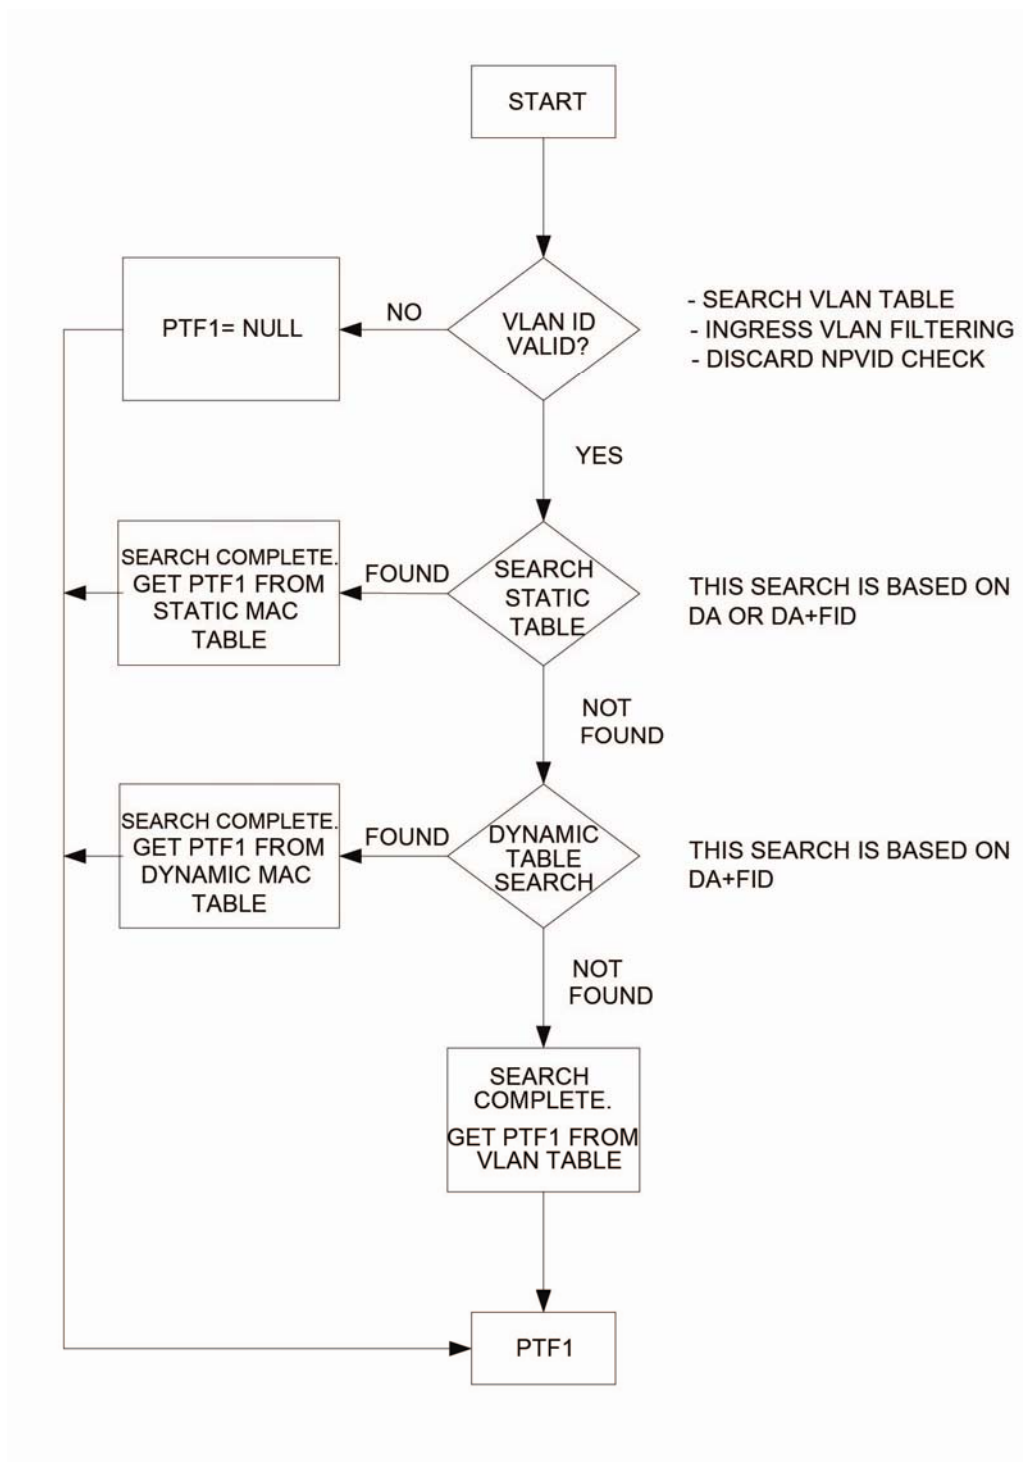 START
PTF1= NULL
NO
VLAN ID
VALID?
- SEARCH VLAN TABLE
- INGRESS VLAN FILTERING
- DISCARD NPVID CHECK
YES
SEARCH COMPLETE.
GET PTF1 FROM
STATIC MAC
TABLE
FOUND
SEARCH
STATIC
TABLE
THIS SEARCH IS BASED ON
DA OR DA+FID
NOT
FOUND
SEARCH COMPLETE.
GET PTF1 FROM
DYNAMIC MAC
TABLE
FOUND
DYNAMIC
TABLE
SEARCH
THIS SEARCH IS BASED ON
DA+FID
NOT
FOUND
SEARCH
COMPLETE.
GET PTF1 FROM
VLAN TABLE
PTF1